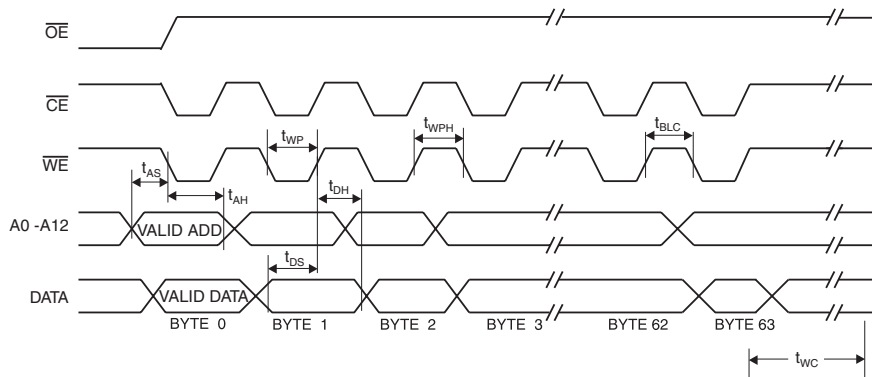 OE
CE
tWP
tWPH
tBLC
WE
tAS
tAH
tDH
A0 -A12
VALID ADD
tDS
DATA
VALID DATA
BYTE 0
BYTE 1
BYTE 2
BYTE 3
BYTE 62
BYTE 63
tWC